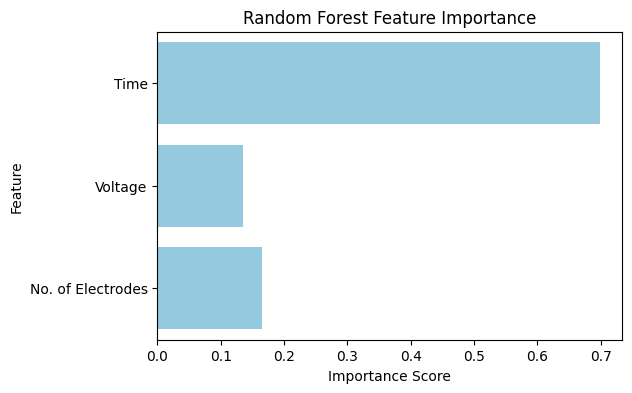 Random Forest Feature Importance
Feature
Time
Voltage
No. of Electrodes
0.0 0.1 0.2 0.3 0.4 0.5 0.6 0.7
Importance Score